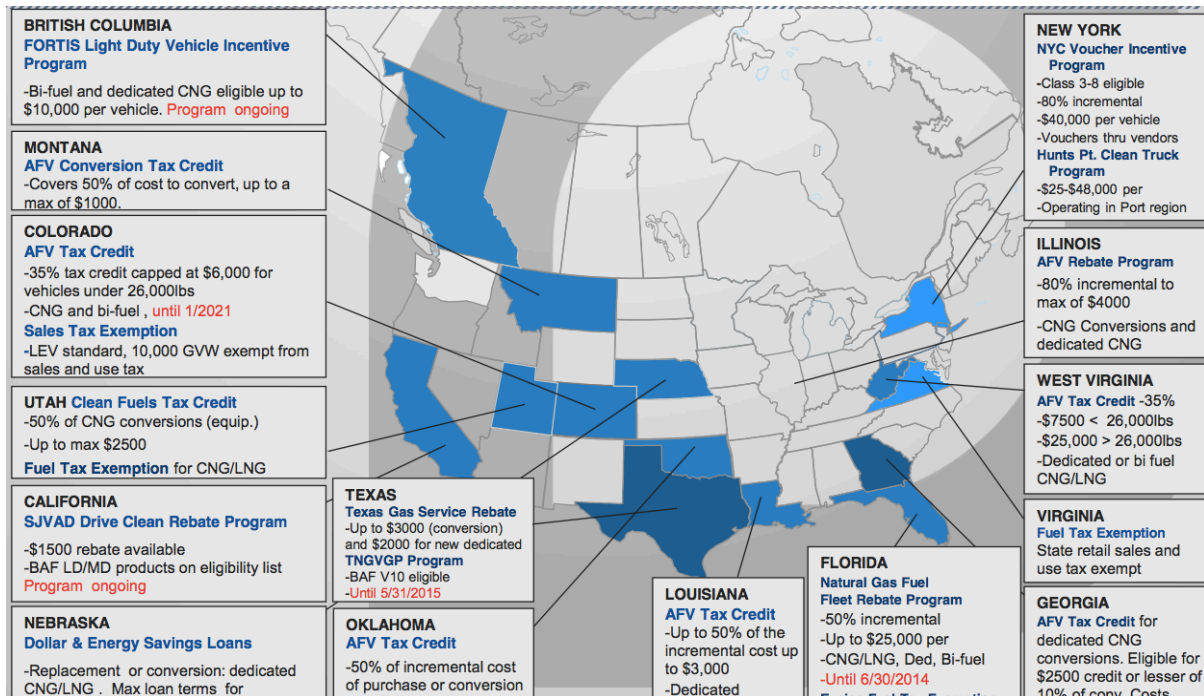 BRITISH COLUMBIA
FORTIS Light Duty Vehicle Incentive
Program
-Bi-fuel and dedicated CNG eligible up to
$10,000 per vehicle. Program ongoing
MONTANA
AFV Conversion Tax Credit
-Covers 50% of cost to convert, up to a
max of $1000.
COLORADO
AFV Tax Credit
-35% tax credit capped at $6,000 for
vehicles under 26,000lbs
-CNG and bi-fuel , until 1/2021
Sales Tax Exemption
-LEV standard, 10,000 GVW exempt from
sales and use tax
UTAH Clean Fuels Tax Credit
-50% of CNG conversions (equip.)
-Up to max $2500
Fuel Tax Exemption for CNG/LNG
CALIFORNIA
SJVAD Drive Clean Rebate Program
-$1500 rebate available
-BAF LD/MD products on eligibility list
Program ongoing
NEBRASKA
Dollar & Energy Savings Loans
-Replacement or conversion: dedicated
CNG/LNG . Max loan terms for
TEXAS
Texas Gas Service Rebate
-Up to $3000 (conversion)
and $2000 for new dedicated
TNGVGP Program
-BAF V10 eligible
-Until 5/31/2015
OKLAHOMA
AFV Tax Credit
-50% of incremental cost
of purchase or conversion
LOUISIANA
AFV Tax Credit
-Up to 50% of the
incremental cost up
to $3,000
-Dedicated
FLORIDA
Natural Gas Fuel
Fleet Rebate Program
-50% incremental
-Up to $25,000 per
-CNG/LNG, Ded, Bi-fuel
-Until 6/30/2014
Fuel Tax Exemption
NEW YORK
NYC Voucher Incentive
Program
-Class 3-8 eligible
-80% incremental
-$40,000 per vehicle
-Vouchers thru vendors
Hunts Pt. Clean Truck
Program
-$25-$48,000 per
-Operating in Port region
ILLINOIS
AFV Rebate Program
-80% incremental to
max of $4000
-CNG Conversions and
dedicated CNG
WEST VIRGINIA
AFV Tax Credit -35%
-$7500 < 26,000lbs
-$25,000 > 26,000lbs
-Dedicated or bi fuel
CNG/LNG
VIRGINIA
Fuel Tax Exemption
State retail sales and
use tax exempt
GEORGIA
AFV Tax Credit for
dedicated CNG
conversions. Eligible for
$2500 credit or lesser of
10% of conv. Costs